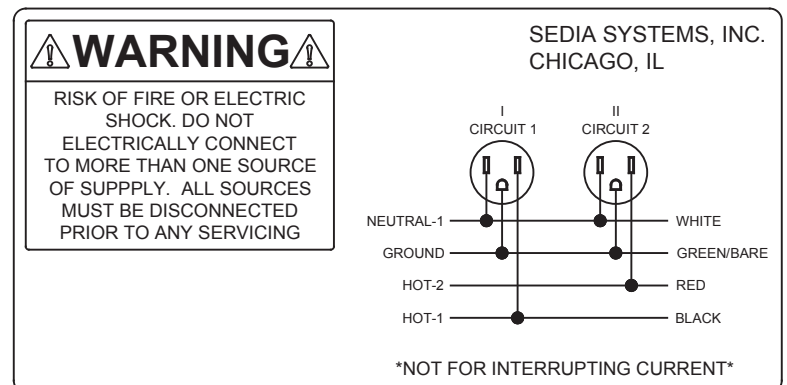 WARNING
RISK OF FIRE OR ELECTRIC
SHOCK. DO NOT
ELECTRICALLY CONNECT
TO MORE THAN ONE SOURCE
OF SUPPPLY. ALL SOURCES
MUST BE DISCONNECTED
PRIOR TO ANY SERVICING
SEDIA SYSTEMS, INC.
CHICAGO, IL
I
CIRCUIT 1
II
CIRCUIT 2
NEUTRAL-1
WHITE
GROUND
GREEN/BARE
HOT-2
RED
HOT-1
BLACK
*NOT FOR INTERRUPTING CURRENT*